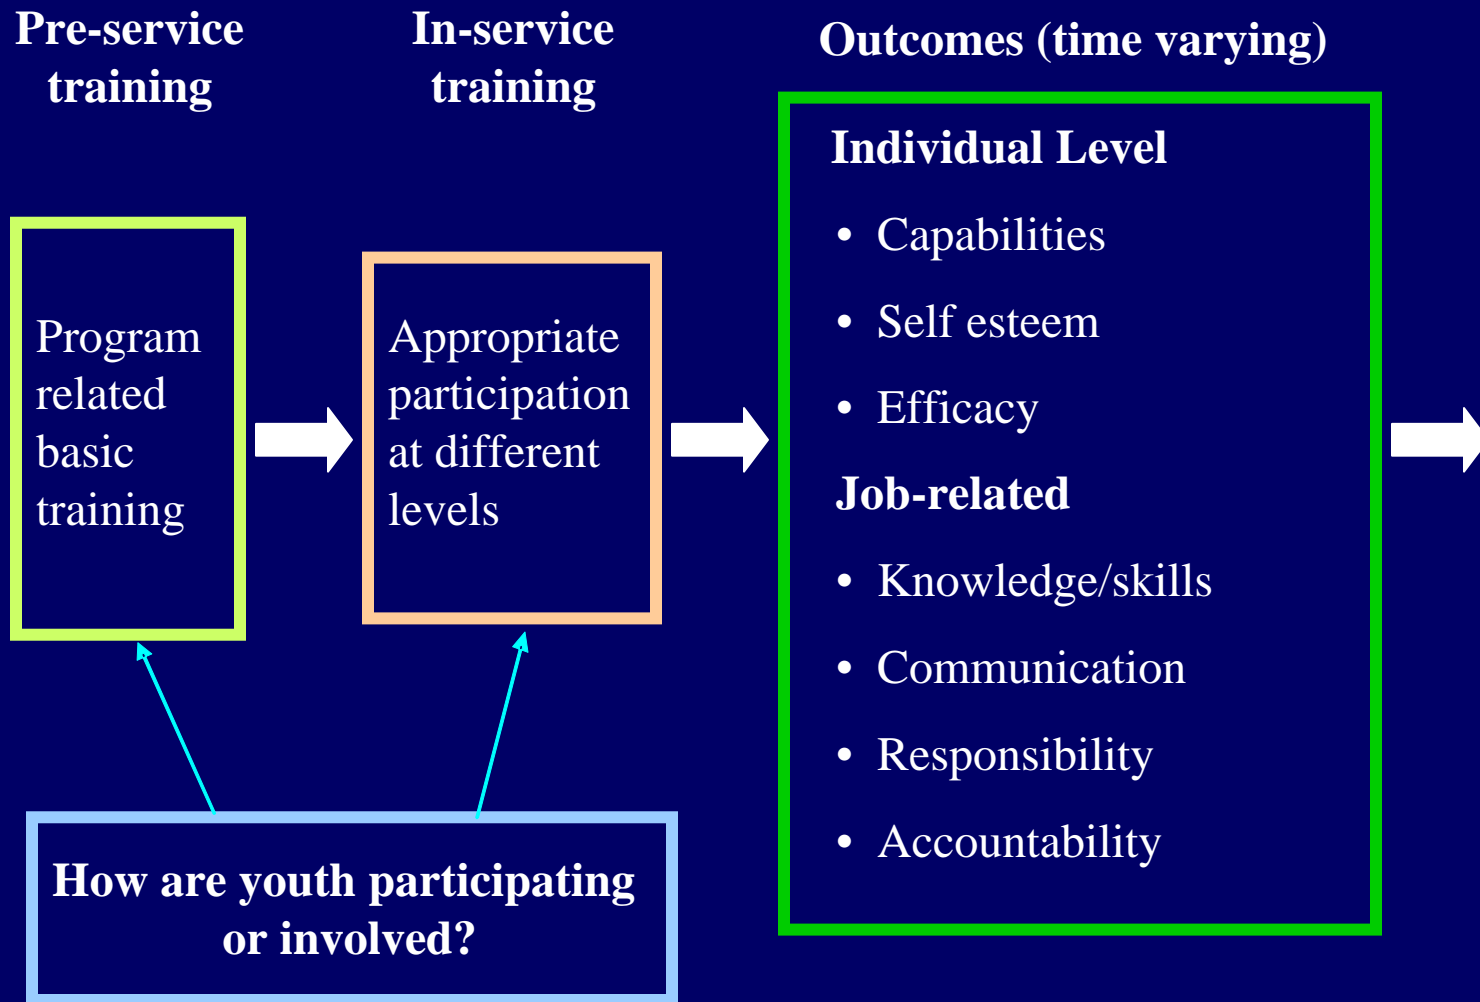 Pre-service
training
In-service
training
Outcomes (time varying)
Program
related
basic
training
Appropriate
participation
at different
levels
Individual Level
• Capabilities
• Self esteem
• Efficacy
Job-related
• Knowledge/skills
• Communication
• Responsibility
• Accountability
How are youth participating
or involved?